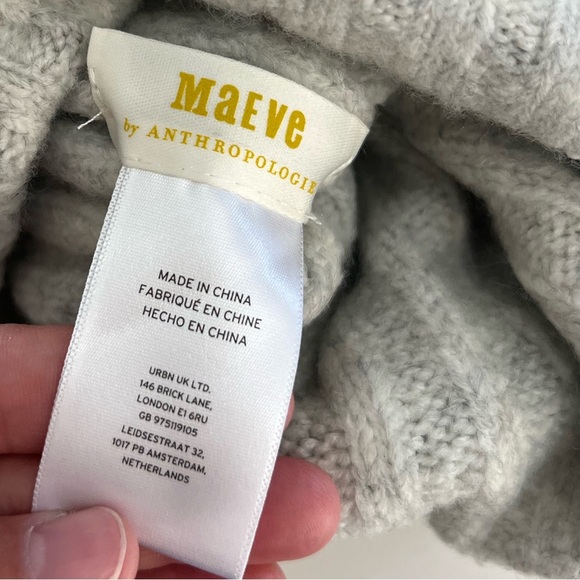 MaEVe
by ANTHROPOLOGIE
MADE IN CHINA
FABRIQUÉ EN CHINE
HECHO EN CHINA
URBN UK LTD.
146 BRICK LANE,
LONDON E1 6RU
GB 975119105
LEIDSESTRAAT 32,
1017 PB AMSTERDAM,
NETHERLANDS